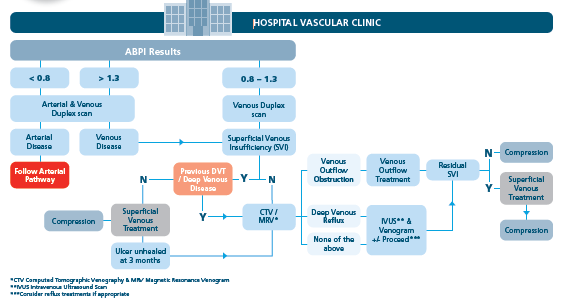 HOSPITAL VASCULAR CLINIC
ABPI Results
< 0.8
> 1.3
0.8 – 1.3
Arterial & Venous
Duplex scan
Venous Duplex
scan
Arterial
Disease
Venous
Disease
Superficial Venous
Insufficiency (SVI)
Follow Arterial
Pathway
N
Previous DVT
/ Deep Venous
Disease
Y
N
Y
Compression
Superficial
Venous
Treatment
CTV /
MRV*
Ulcer unhealed
at 3 months
Venous
Outflow
Obstruction
Venous
Outflow
Treatment
Residual
SVI
Deep Venous
Reflux
None of the
above
IVUS** &
Venogram
+/- Proceed***
N
Compression
Y
Superficial
Venous
Treatment
Compression
*CTV Computed Tomographic Venography & MRV Magnetic Resonance Venogram
**IVUS Intravenous Ultrasound Scan
***Consider reflux treatments if appropriate